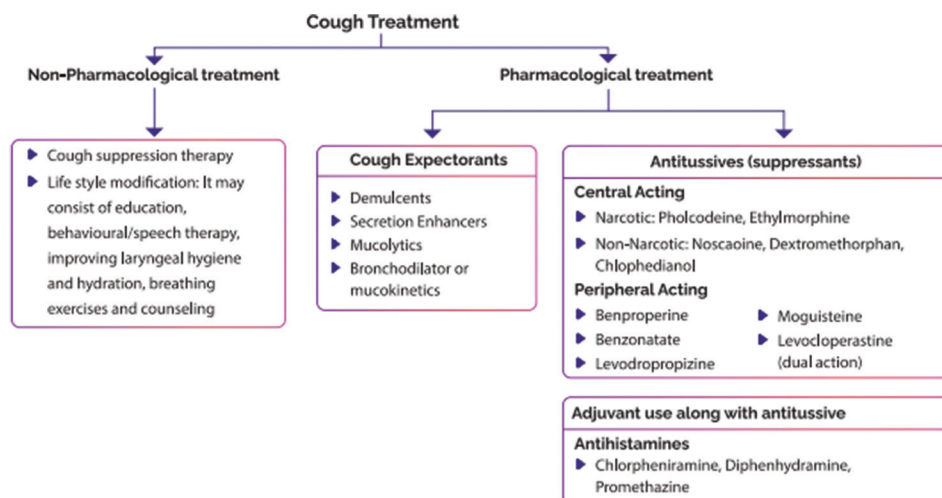 Cough Treatment
Non-Pharmacological treatment
Pharmacological treatment
Cough suppression therapy
Life style modification: It may
consist of education,
behavioural/speech therapy,
improving laryngeal hygiene
and hydration, breathing
exercises and counseling
Cough Expectorants
Demulcents
Secretion Enhancers
Mucolytics
Bronchodilator or
mucokinetics
Antitussives (suppressants)
Central Acting
Narcotic: Pholcodeine, Ethylmorphine
Non-Narcotic: Noscaoine, Dextromethorphan,
Chlophedianol
Peripheral Acting
Benproperine
Benzonatate
Levodropropizine
Moguisteine
Levocloperastine
(dual action)
Adjuvant use along with antitussive
Antihistamines
Chlorpheniramine, Diphenhydramine,
Promethazine